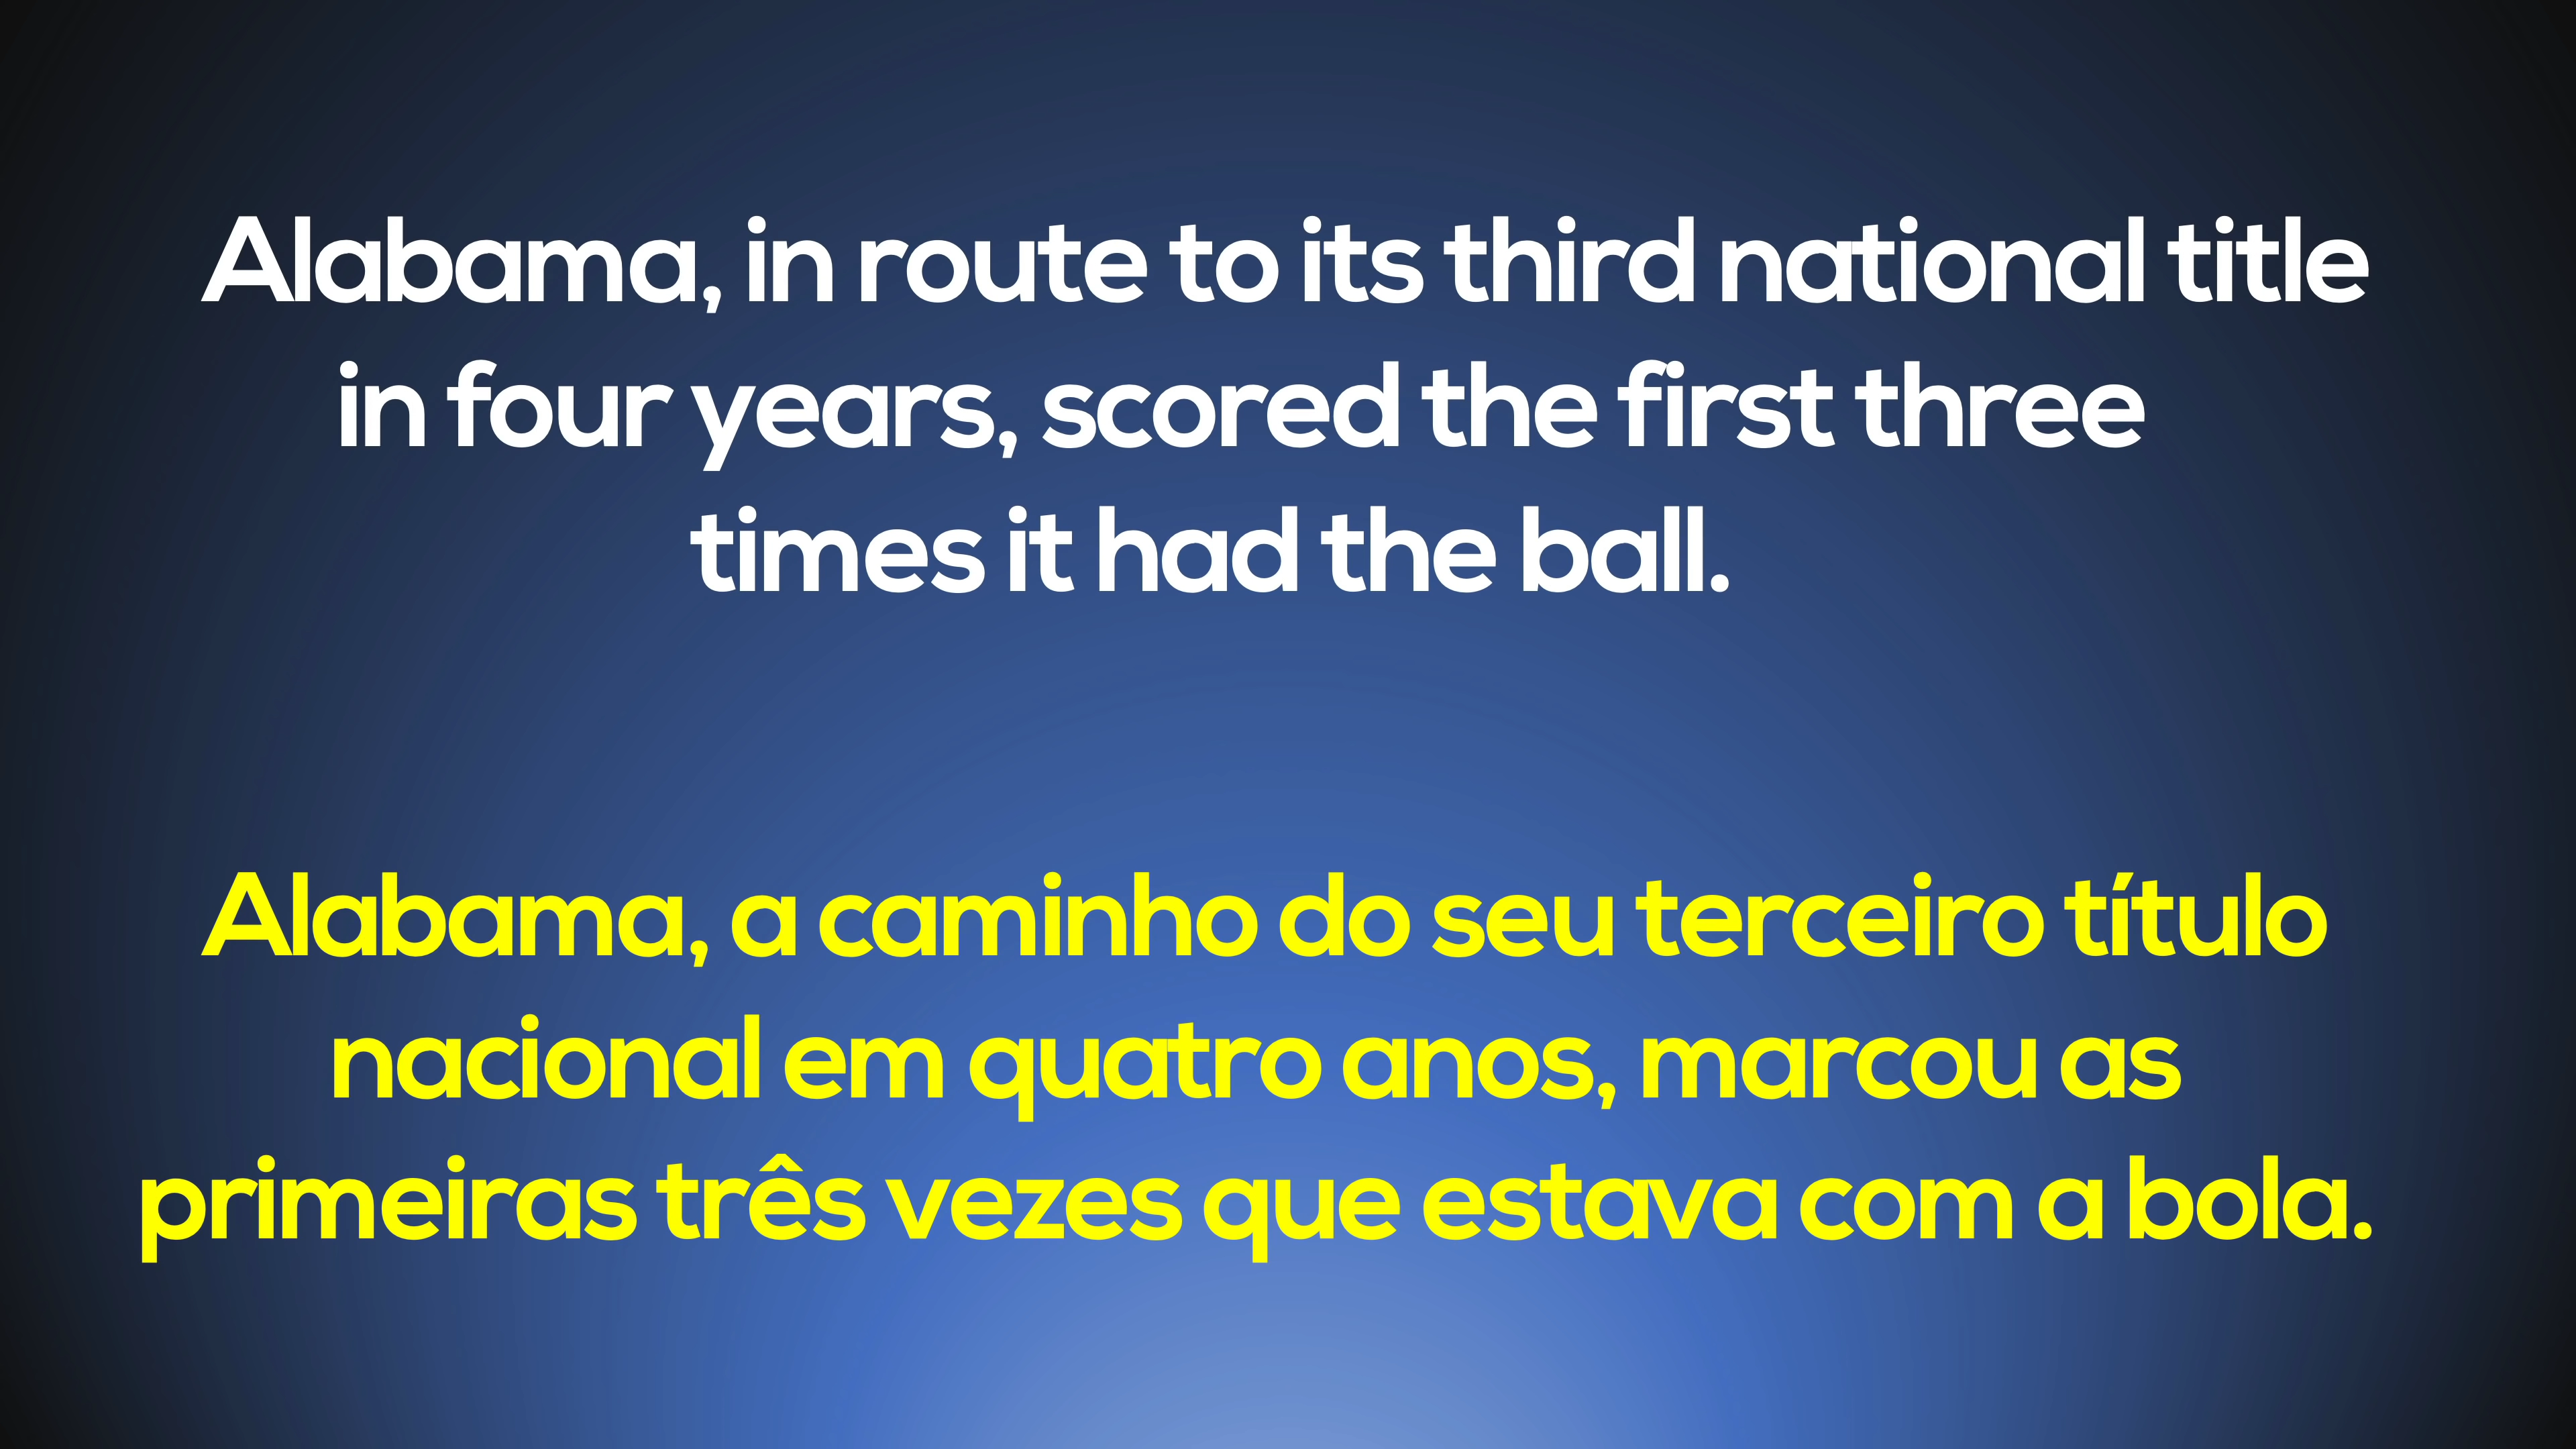 Alabama, in route to its third national title
in four years, scored the first three
times it had the ball.
Alabama, a caminho do seu terceiro título
nacional em quatro anos, marcou as
primeiras três vezes que estava com a bola.